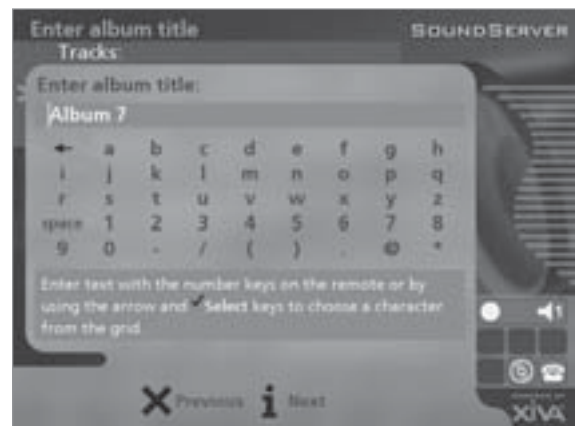 Enter album title
SOUNDSERVER
Tracks:
Enter album title:
Album 7
a b c d e f g h
i j k l m n o p q
r s t u v w x y z
space 1 2 3 4 5 6 7 8
9 0 - / ( ) . @ *
Enter text with the number keys on the remote or by
using the arrow and Select keys to choose a character
from the grid
1
Previous i Next
XiVA